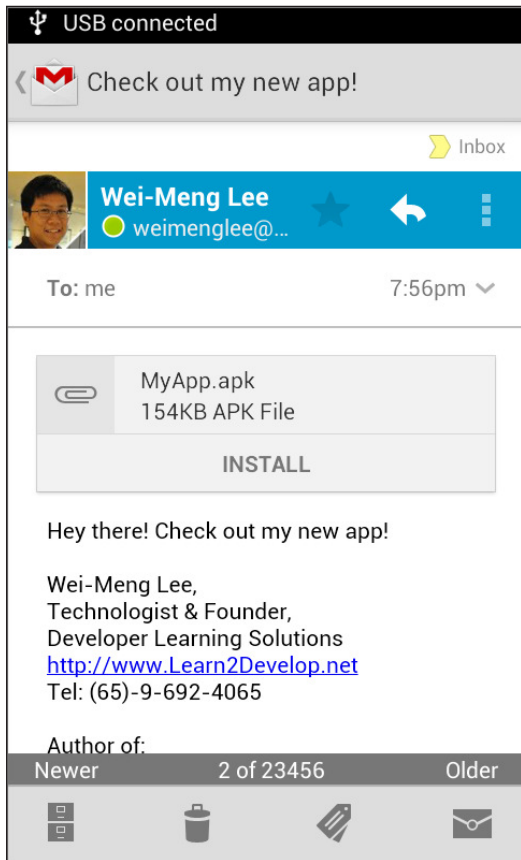 USB connected
Check out my new app!
Inbox
Wei-Meng Lee
weimenglee@...
To: me 7:56pm
MyApp.apk
154KB APK File
INSTALL
Hey there! Check out my new app!
Wei-Meng Lee,
Technologist & Founder,
Developer Learning Solutions
http://www.Learn2Develop.net
Tel: (65)-9-692-4065
Author of:
Newer 2 of 23456 Older